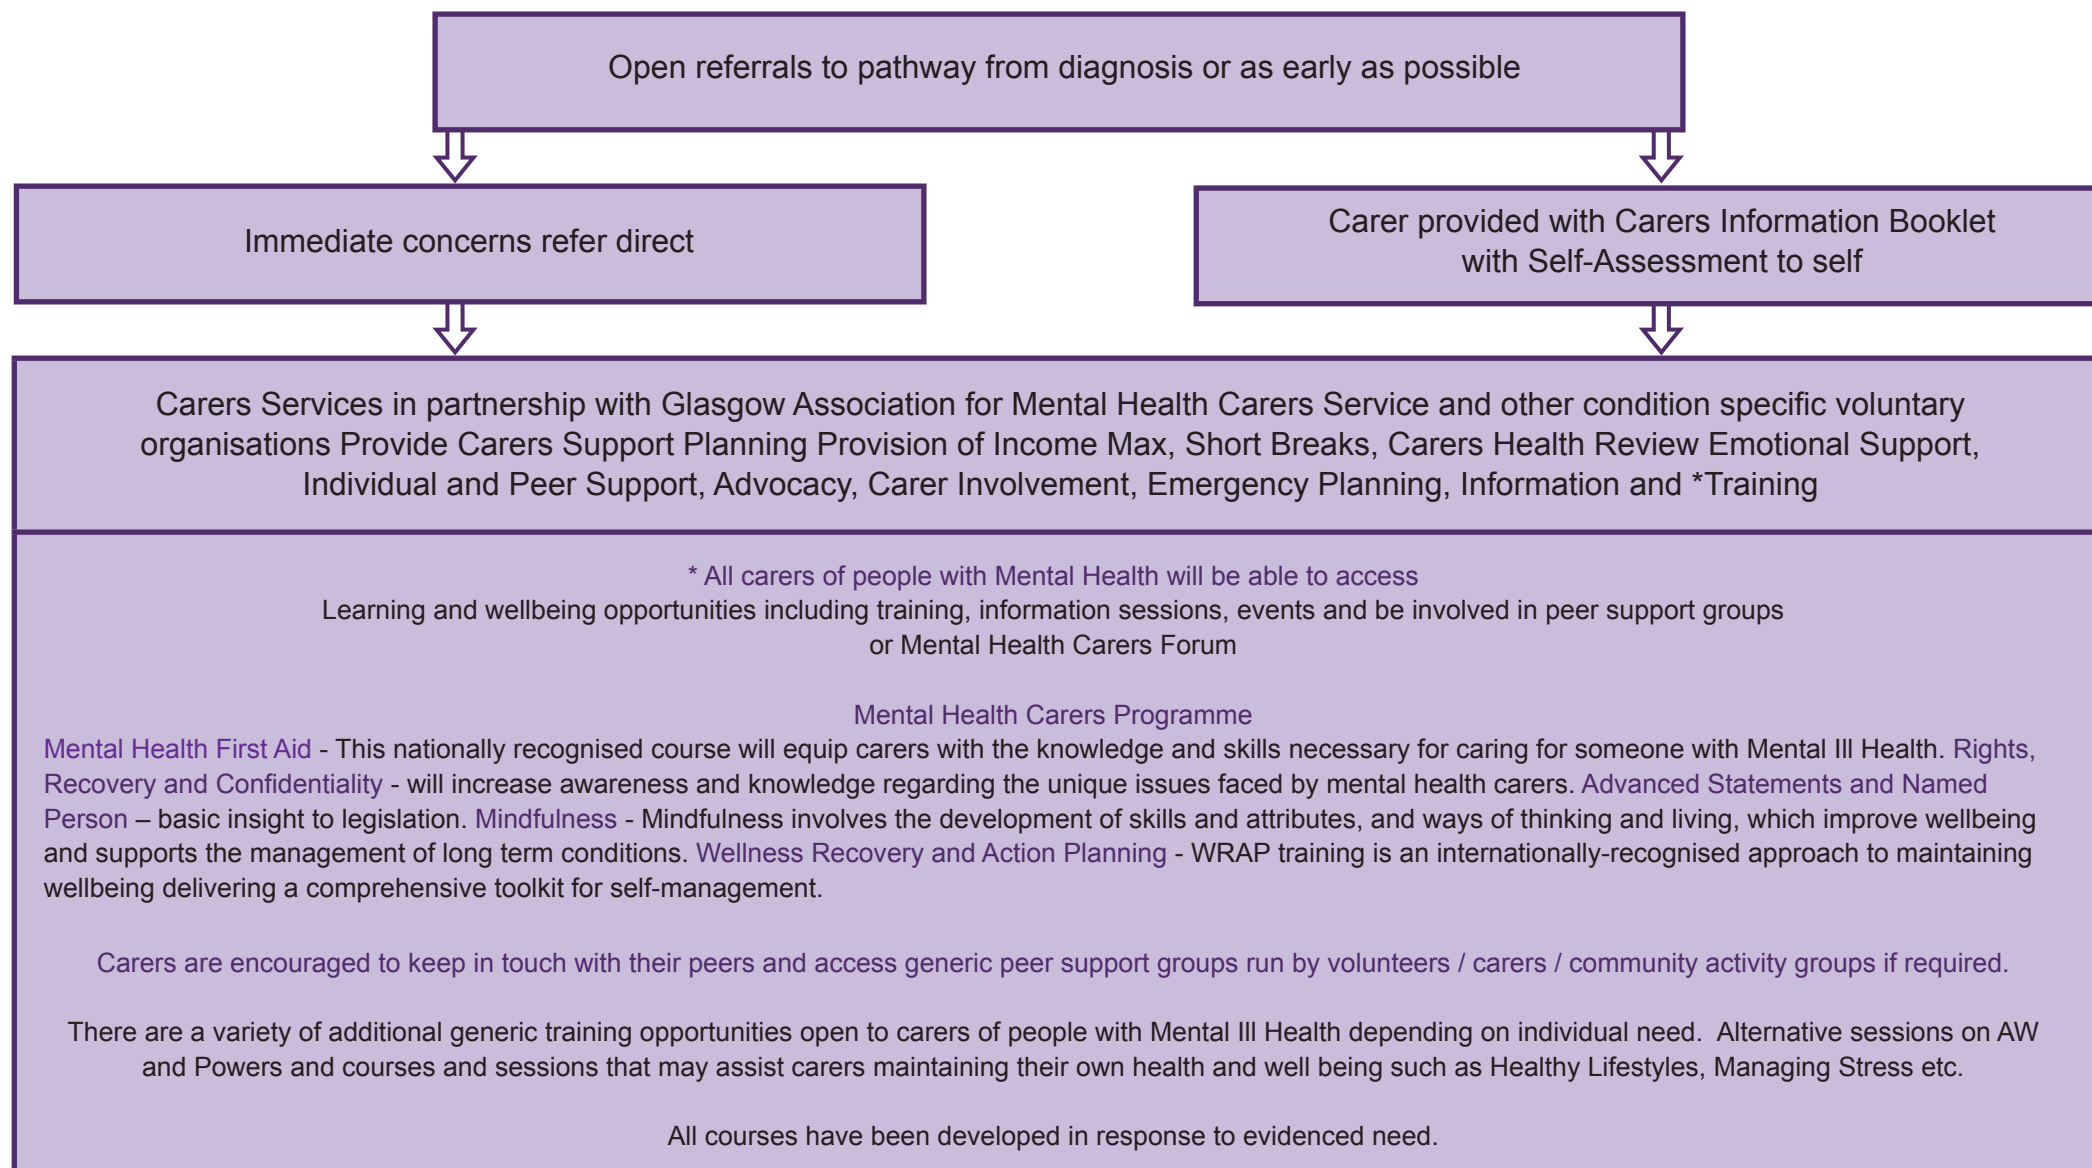 Open referrals to pathway from diagnosis or as early as possible
Immediate concerns refer direct
Carer provided with Carers Information Booklet
with Self-Assessment to self
Carers Services in partnership with Glasgow Association for Mental Health Carers Service and other condition specific voluntary
organisations Provide Carers Support Planning Provision of Income Max, Short Breaks, Carers Health Review Emotional Support,
Individual and Peer Support, Advocacy, Carer Involvement, Emergency Planning, Information and *Training
* All carers of people with Mental Health will be able to access
Learning and wellbeing opportunities including training, information sessions, events and be involved in peer support groups
or Mental Health Carers Forum
Mental Health Carers Programme
Mental Health First Aid - This nationally recognised course will equip carers with the knowledge and skills necessary for caring for someone with Mental Ill Health. Rights,
Recovery and Confidentiality - will increase awareness and knowledge regarding the unique issues faced by mental health carers. Advanced Statements and Named
Person – basic insight to legislation. Mindfulness - Mindfulness involves the development of skills and attributes, and ways of thinking and living, which improve wellbeing
and supports the management of long term conditions. Wellness Recovery and Action Planning - WRAP training is an internationally-recognised approach to maintaining
wellbeing delivering a comprehensive toolkit for self-management.
Carers are encouraged to keep in touch with their peers and access generic peer support groups run by volunteers / carers / community activity groups if required.
There are a variety of additional generic training opportunities open to carers of people with Mental Ill Health depending on individual need. Alternative sessions on AW
and Powers and courses and sessions that may assist carers maintaining their own health and well being such as Healthy Lifestyles, Managing Stress etc.
All courses have been developed in response to evidenced need.